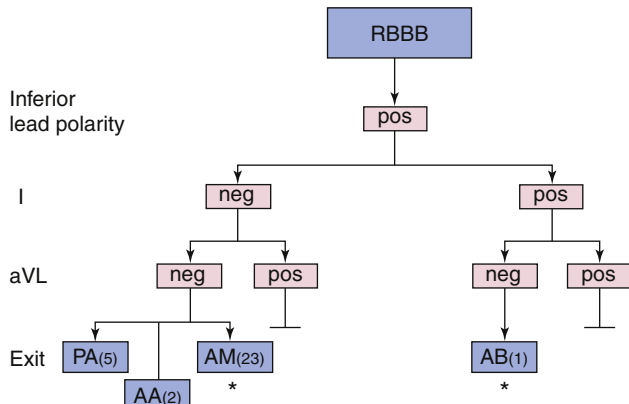 RBBB
Inferior
lead polarity
pos
I
neg
pos
aVL
neg
pos
neg
pos
Exit
PA(5)
AM(23)
AB(1)
AA(2)
*
*